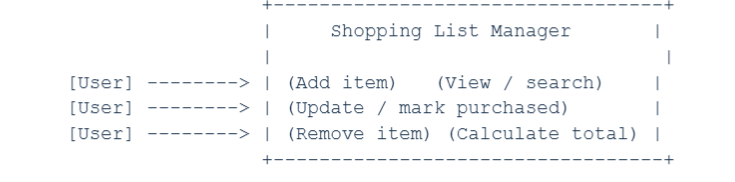 +----------------------------------+
|     Shopping List Manager       |
|                                  |
[User] --------> | (Add item)   (View / search)     |
[User] --------> | (Update / mark purchased)        |
[User] --------> | (Remove item) (Calculate total) |
+----------------------------------+